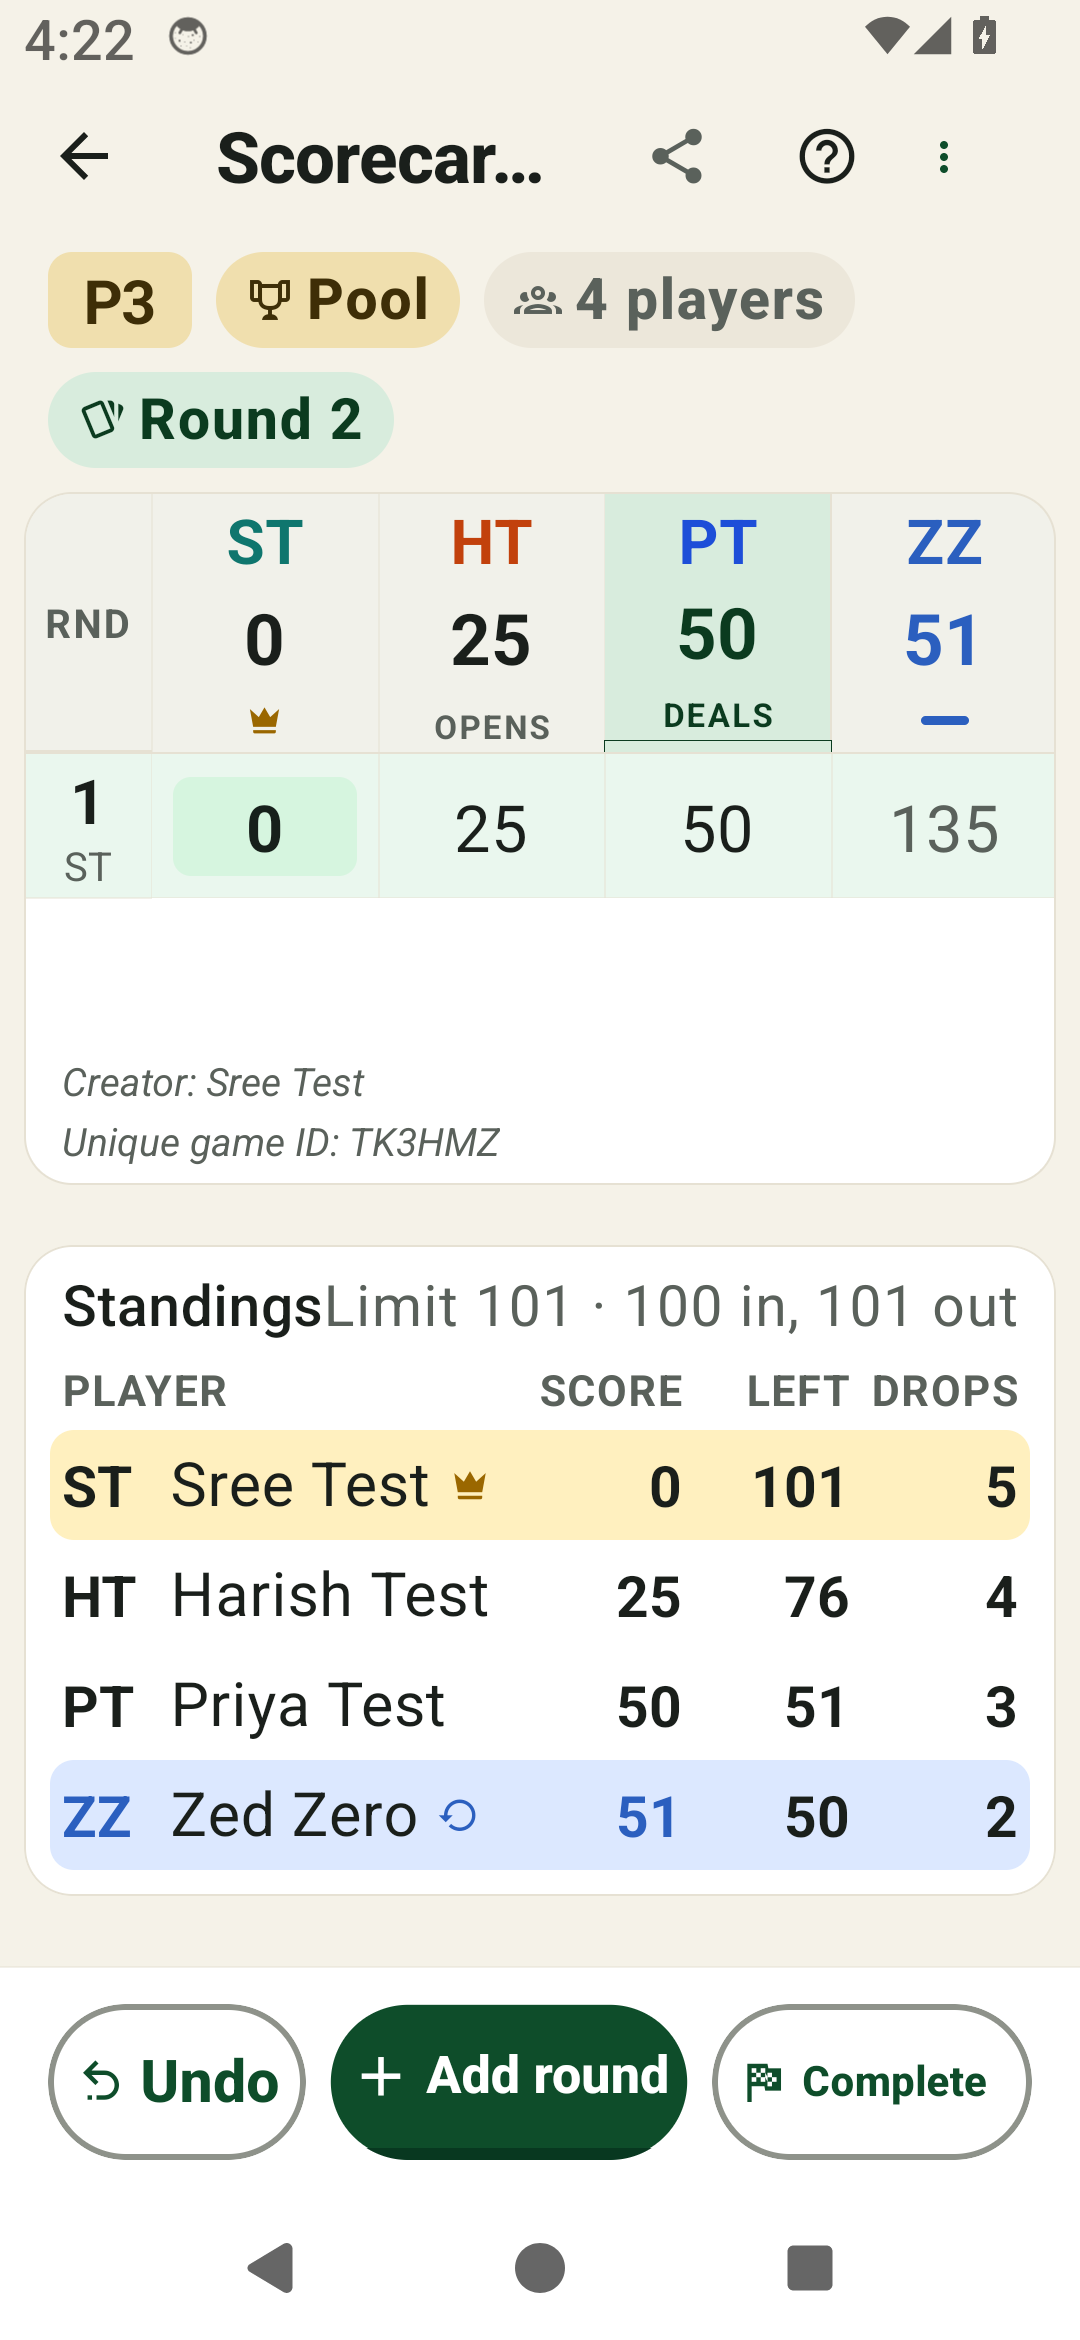 4:22
Scorecar...
P3 Pool 4 players
Round 2
RND ST HT PT ZZ
0 25 50 51
OPENS DEALS
1 0 25 50 135
ST
Creator: Sree Test
Unique game ID: TK3HMZ
Standings Limit 101 · 100 in, 101 out
PLAYER SCORE LEFT DROPS
ST Sree Test 0 101 5
HT Harish Test 25 76 4
PT Priya Test 50 51 3
ZZ Zed Zero 51 50 2
Undo Add round Complete